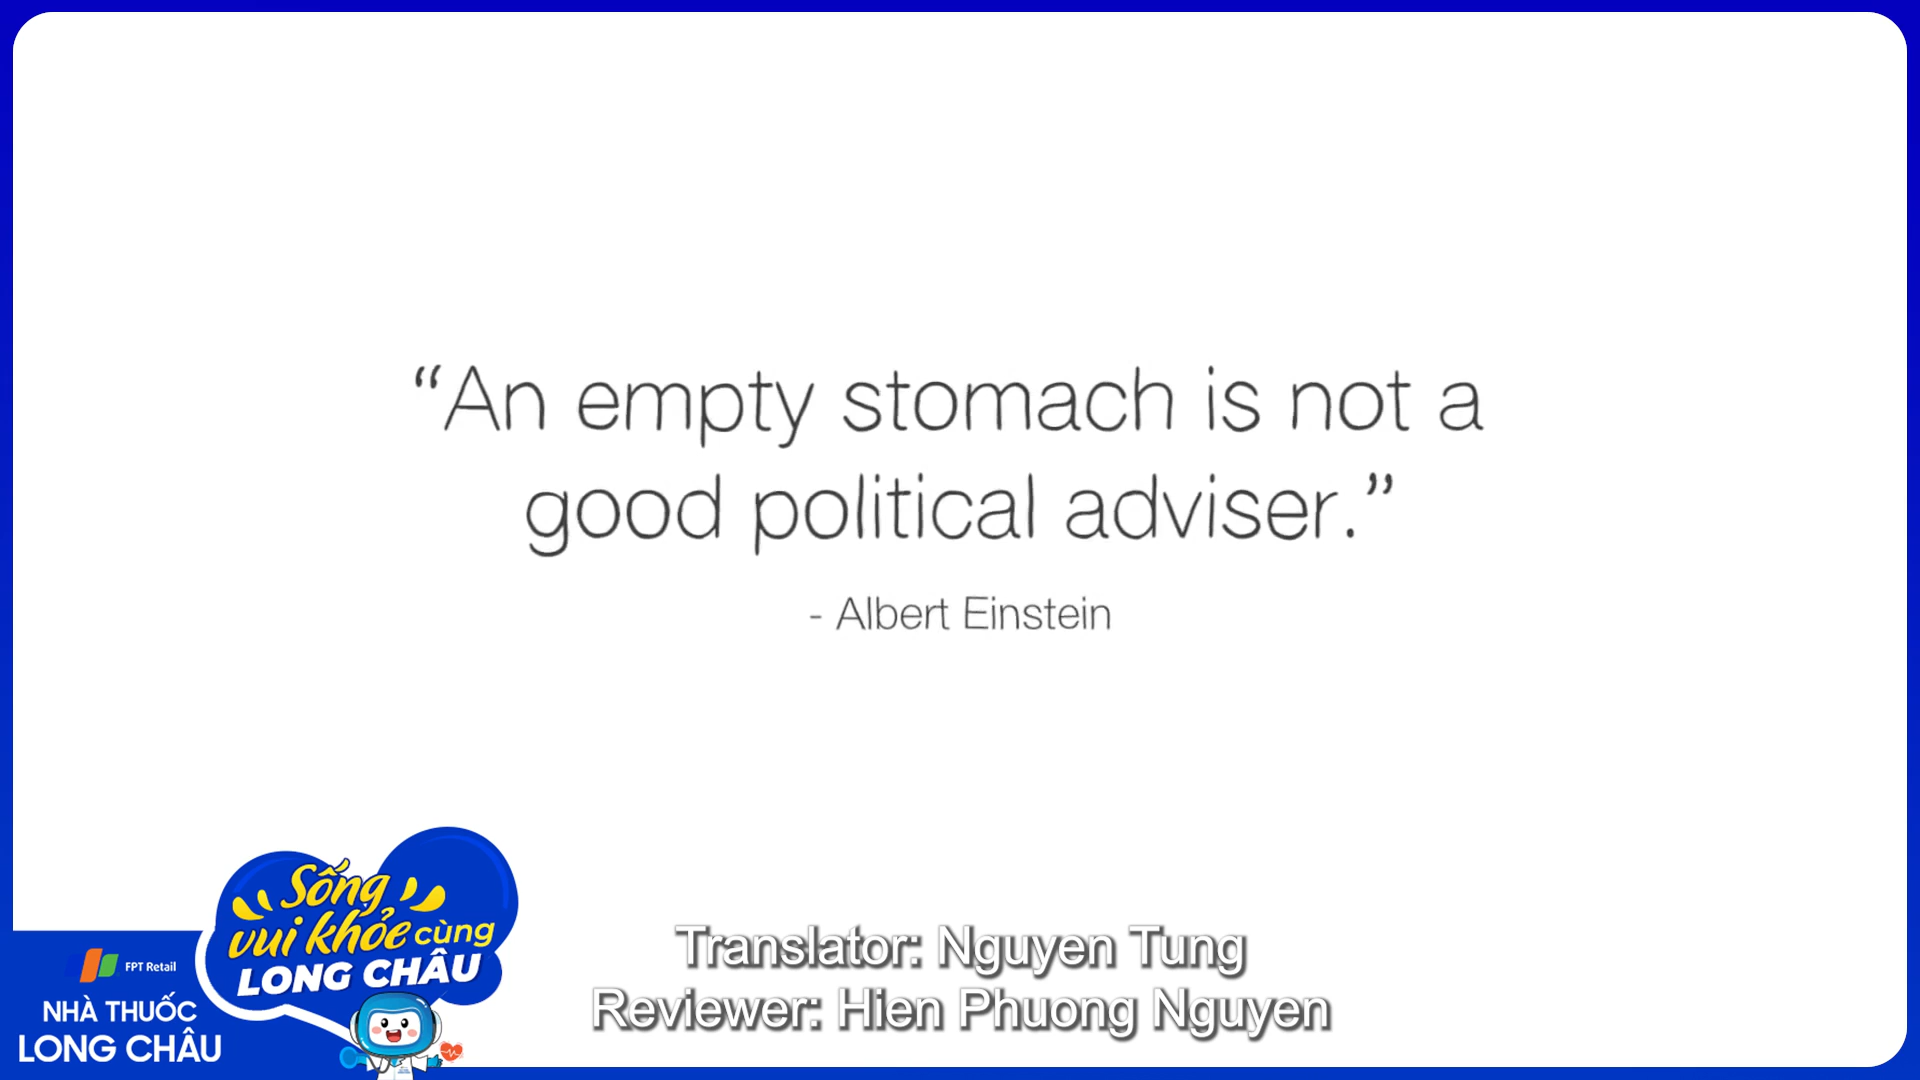 “An empty stomach is not a
good political adviser.”
- Albert Einstein
Sống
vui khỏe cùng
LONG CHÂU
FPT Retail
NHÀ THUỐC
LONG CHÂU
Translator: Nguyen Tung
Reviewer: Hien Phuong Nguyen